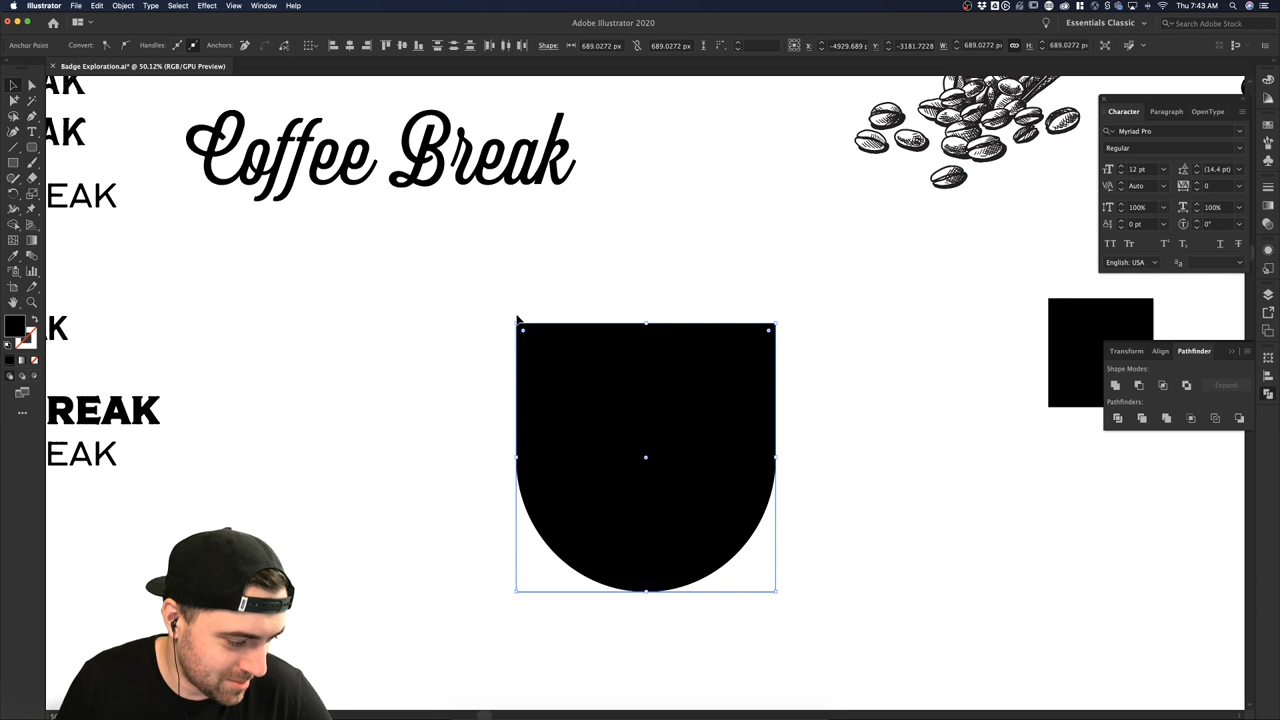 Illustrator File Edit Object Type Select Effect View Window Help
Thu 7:43 AM
Adobe Illustrator 2020
Essentials Classic
Search Adobe Stock
Anchor Point Convert: Handles: Anchors: Shape: 689.0272 px 689.0272 px X: -4929.689 Y: -3181.7228 W: 689.0272 px H: 689.0272 px
Badge Exploration.ai* @ 50.12% (RGB/GPU Preview)
AK
AK
EAK
Coffee Break
Character Paragraph OpenType
Myriad Pro
Regular
12 pt (14.4 pt)
Auto 0
100% 100%
0 pt 0°
English: USA
K
Transform Align Pathfinder
Shape Modes:
Expand
Pathfinders:
REAK
EAK